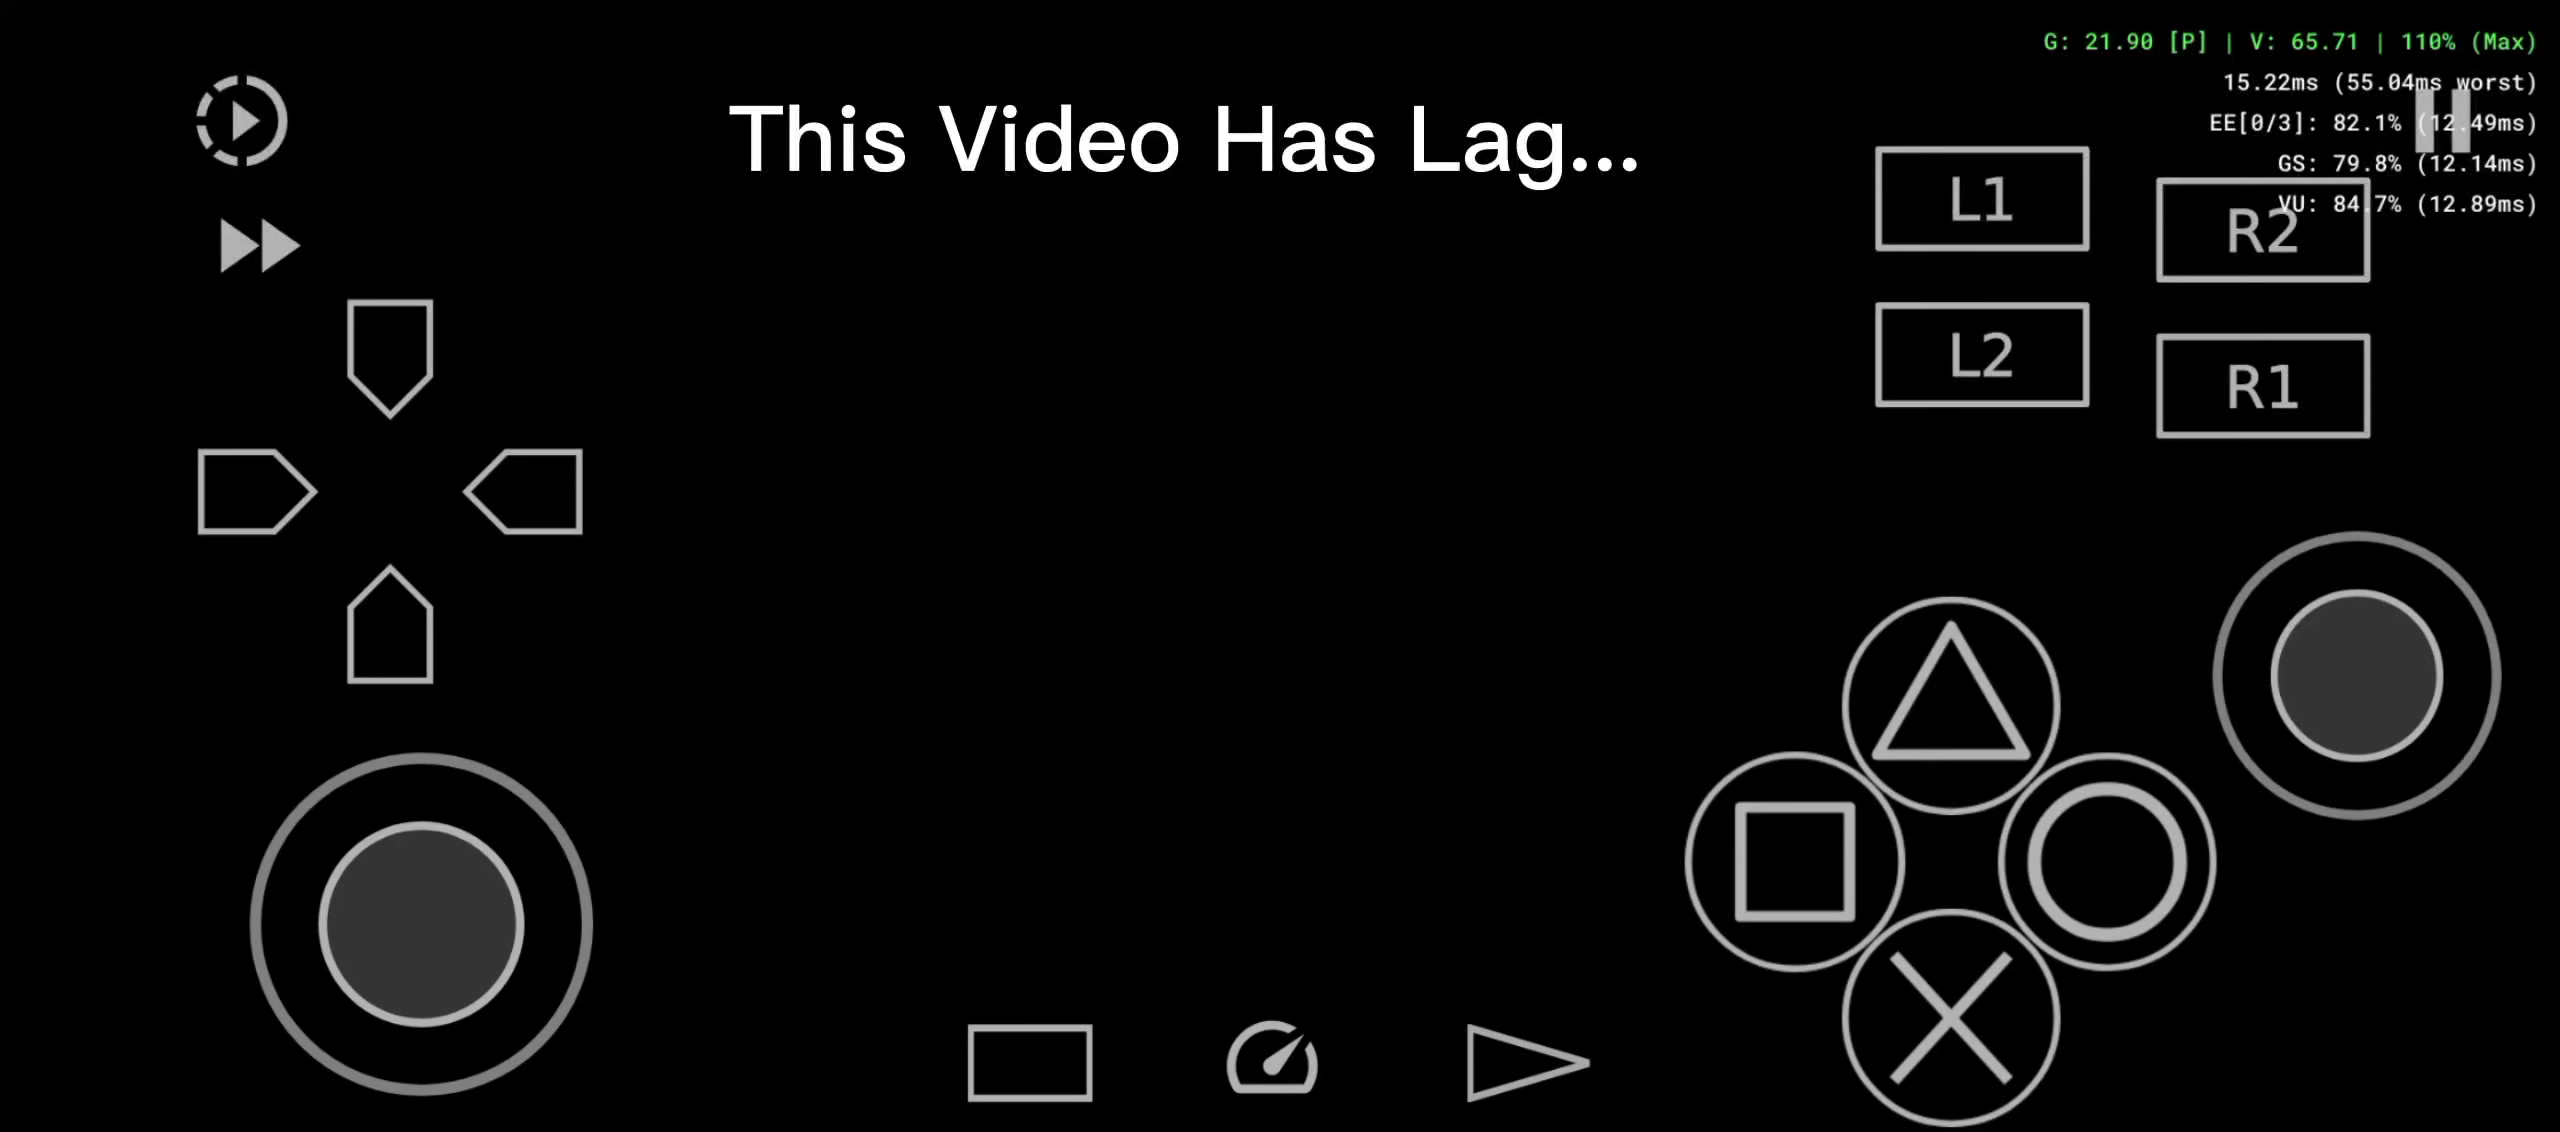 G: 21.90 [P] | V: 65.71 | 110% (Max)
15.22ms (55.04ms worst)
EE[0/3]: 82.1% (12.49ms)
GS: 79.8% (12.14ms)
VU: 84.7% (12.89ms)
This Video Has Lag...
L1
R2
L2
R1